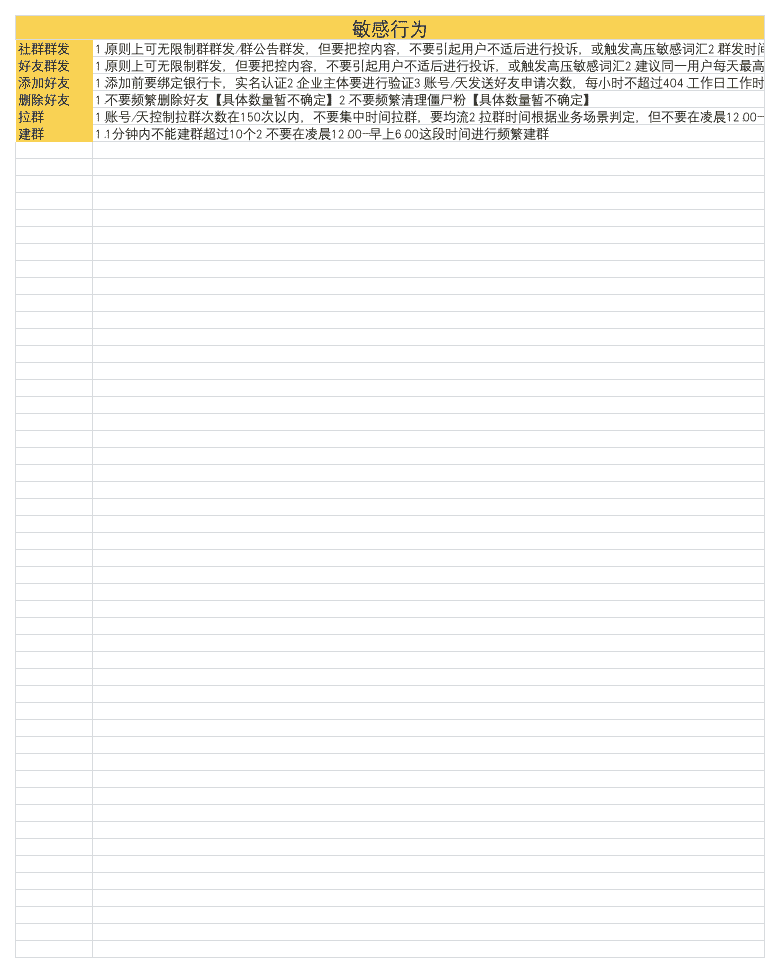 敏感行为
社群群发 1.原则上可无限制群群发/群公告群发，但要把控内容，不要引起用户不适后进行投诉，或触发高压敏感词汇2.群发时间
好友群发 1.原则上可无限制群发，但要把控内容，不要引起用户不适后进行投诉，或触发高压敏感词汇2.建议同一用户每天最高
添加好友 1.添加前要绑定银行卡，实名认证2.企业主体要进行验证3.账号/天发送好友申请次数，每小时不超过404.工作日工作时
删除好友 1.不要频繁删除好友【具体数量暂不确定】2.不要频繁清理僵尸粉【具体数量暂不确定】
拉群 1.账号/天控制拉群次数在150次以内，不要集中时间拉群，要均流2.拉群时间根据业务场景判定，但不要在凌晨12:00-
建群 1.1分钟内不能建群超过10个2.不要在凌晨12:00-早上6:00这段时间进行频繁建群